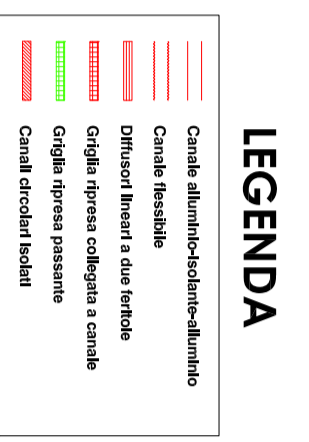 LEGENDA
Canale alluminio-isolante-alluminio
Canale flessibile
Diffusori lineari a due feritoie
Griglia ripresa collegata a canale
Griglia ripresa passante
Canali circolari isolati